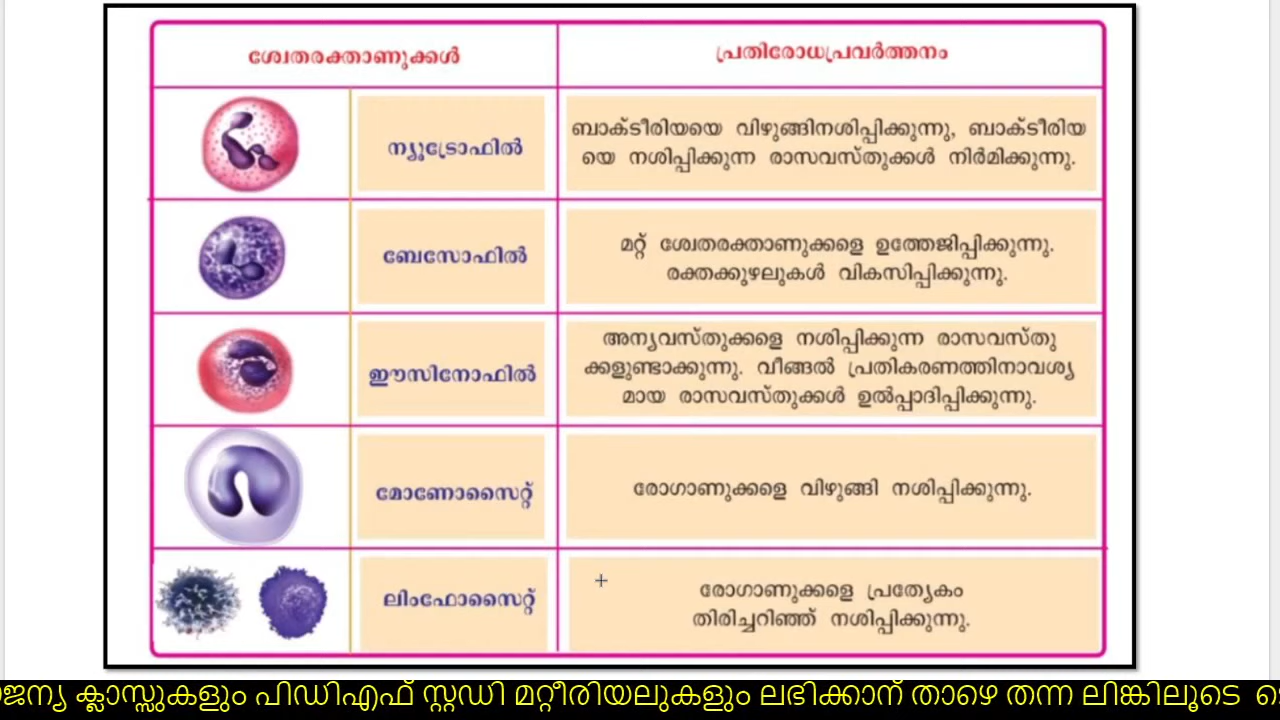 ശ്വേതരക്താണുക്കൾ
പ്രതിരോധപ്രവർത്തനം
ന്യൂട്രോഫിൽ
ബാക്ടീരിയയെ വിഴുങ്ങിനശിപ്പിക്കുന്നു, ബാക്ടീരിയ
യെ നശിപ്പിക്കുന്ന രാസവസ്തുക്കൾ നിർമിക്കുന്നു.
ബേസോഫിൽ
മറ്റ് ശ്വേതരക്താണുക്കളെ ഉത്തേജിപ്പിക്കുന്നു.
രക്തക്കുഴലുകൾ വികസിപ്പിക്കുന്നു.
ഈസിനോഫിൽ
അന്യവസ്തുക്കളെ നശിപ്പിക്കുന്ന രാസവസ്തു
ക്കളുണ്ടാക്കുന്നു. വീങ്ങൽ പ്രതികരണത്തിനാവശ്യ
മായ രാസവസ്തുക്കൾ ഉൽപ്പാദിപ്പിക്കുന്നു.
മോണോസൈറ്റ്
രോഗാണുക്കളെ വിഴുങ്ങി നശിപ്പിക്കുന്നു.
ലിംഫോസൈറ്റ്
രോഗാണുക്കളെ പ്രത്യേകം
തിരിച്ചറിഞ്ഞ് നശിപ്പിക്കുന്നു.
ക്ലാസ്സുകളും പിഡിഎഫ് സ്റ്റഡി മറ്റീരിയലുകളും ലഭിക്കാന് താഴെ തന്ന ലിങ്കിലൂടെ